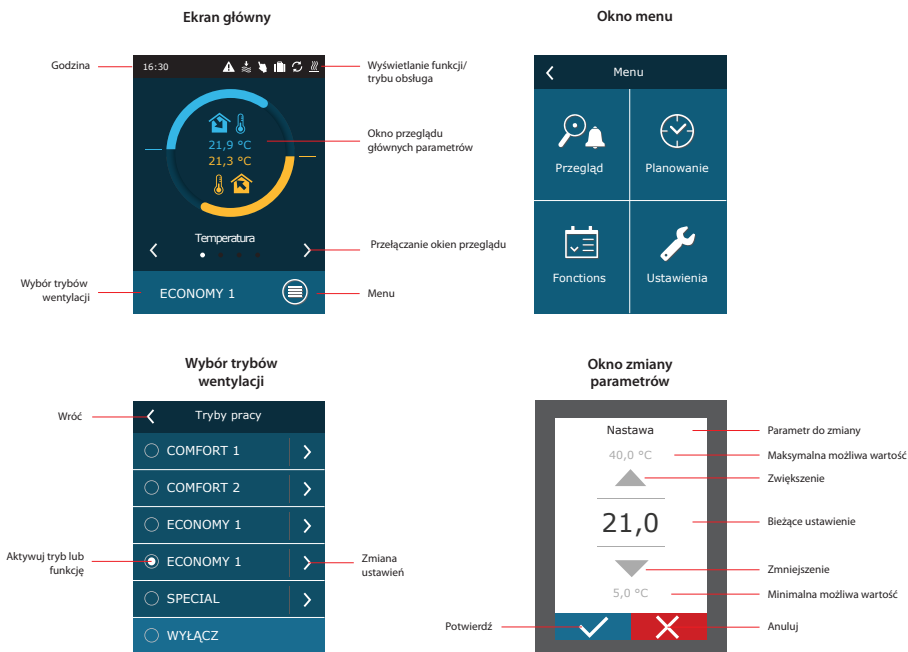 Ekran główny
Godzina
16:30
Wyświetlanie funkcji/
trybu obsługa
21,9 °C
21,3 °C
Okno przeglądu
głównych parametrów
Temperatura
Przełączanie okien przeglądu
Wybór trybów
wentylacji
ECONOMY 1
Menu
Okno menu
Menu
Przegląd
Planowanie
Fonctions
Ustawienia
Wybór trybów
wentylacji
Wróć
Tryby pracy
COMFORT 1
COMFORT 2
ECONOMY 1
Aktywuj tryb lub
funkcję
ECONOMY 1
Zmiana
ustawień
SPECIAL
WYŁĄCZ
Okno zmiany
parametrów
Nastawa
Parametr do zmiany
40,0 °C
Maksymalna możliwa wartość
Zwiększenie
21,0
Bieżące ustawienie
Zmniejszenie
5,0 °C
Minimalna możliwa wartość
Potwierdź
Anuluj